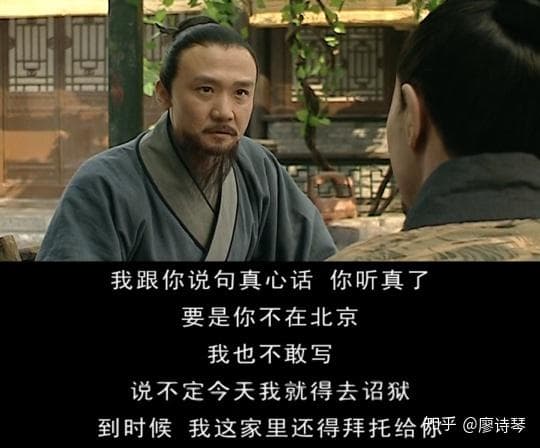 我跟你说句真心话 你听真了
要是你不在北京
我也不敢写
说不定今天我就得去诏狱
到时候 我这家里还得拜托给你
知乎 @廖诗琴